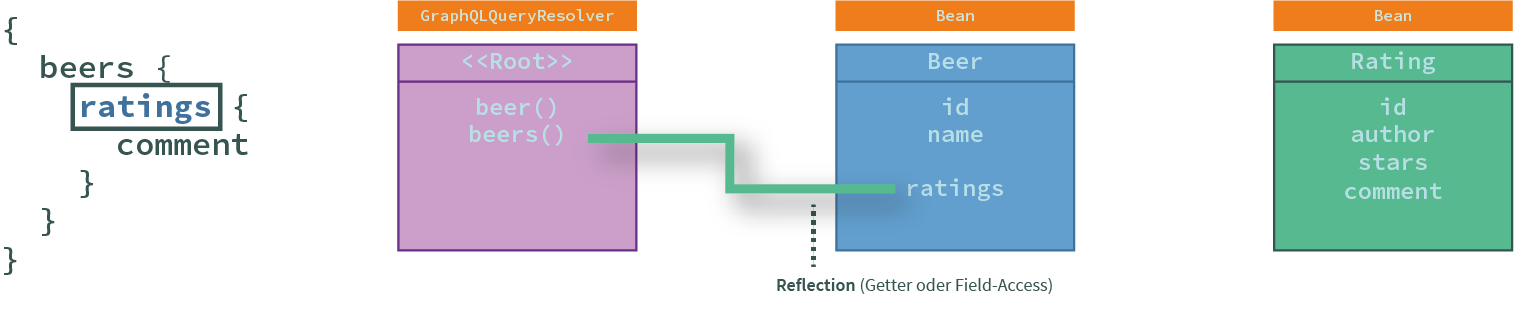 {
beers {
ratings {
comment
}
}
}
GraphQLQueryResolver
<<Root>>
beer()
beers()
Bean
Beer
id
name
ratings
Reflection (Getter oder Field-Access)
Bean
Rating
id
author
stars
comment